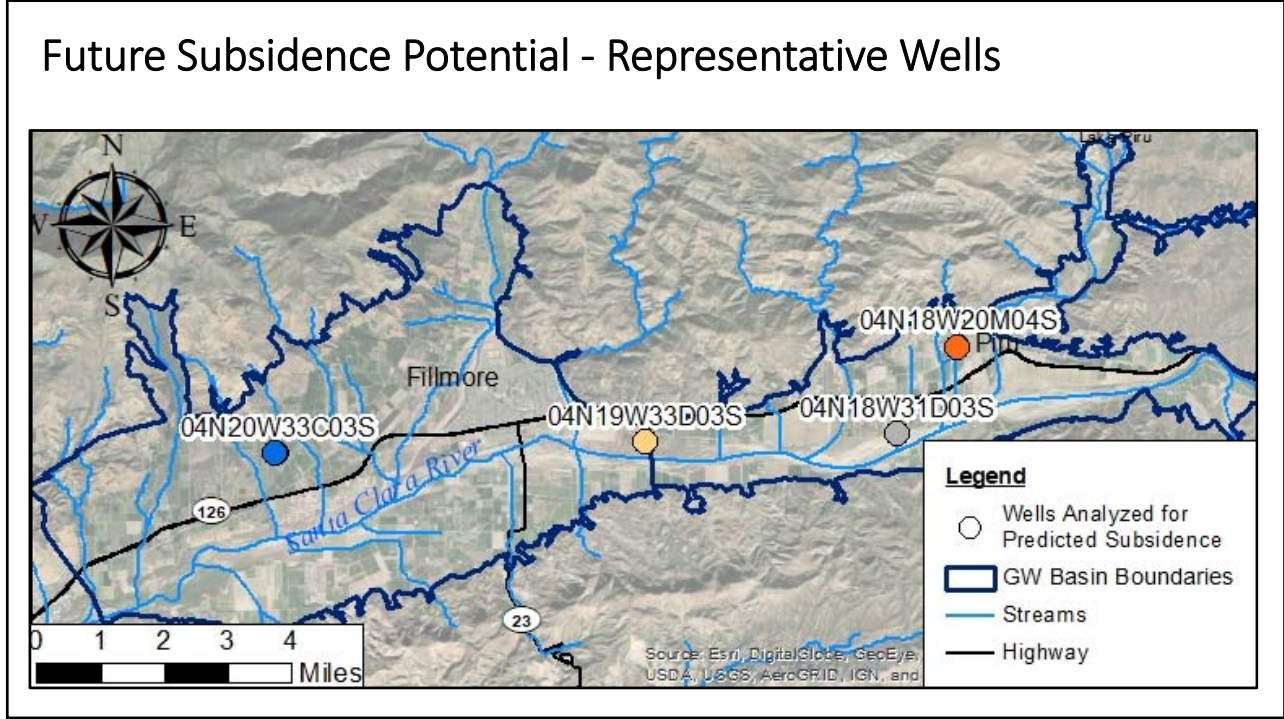 Future Subsidence Potential - Representative Wells
Lake Piru
N
W
E
S
04N18W20M04S
Piru
Fillmore
04N20W33C03S
04N19W33D03S
04N18W31D03S
Santa Clara River
126
23
Legend
Wells Analyzed for
Predicted Subsidence
GW Basin Boundaries
Streams
Highway
0 1 2 3 4
Miles
Source: Esri, DigitalGlobe, GeoEye,
USDA, USGS, AeroGRID, IGN, and